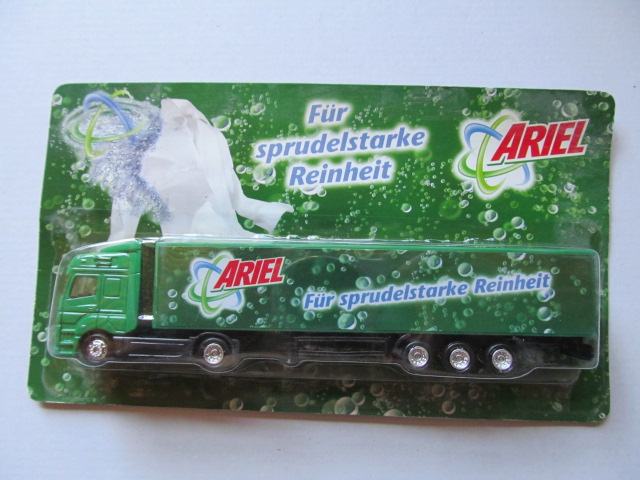 Für
sprudelstarke
Reinheit
ARIEL
ARIEL
Für sprudelstarke Reinheit